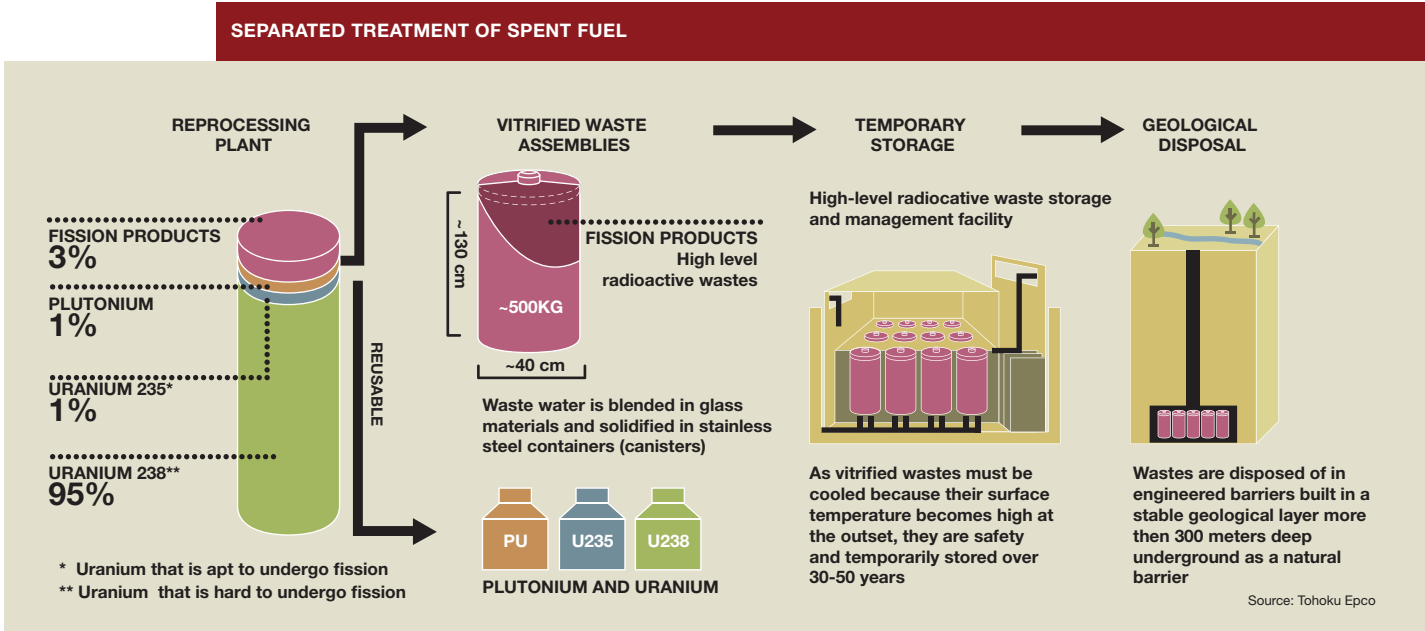 SEPARATED TREATMENT OF SPENT FUEL
REPROCESSING
PLANT
FISSION PRODUCTS
3%
PLUTONIUM
1%
URANIUM 235*
1%
URANIUM 238**
95%
REUSABLE
* Uranium that is apt to undergo fission
** Uranium that is hard to undergo fission
VITRIFIED WASTE
ASSEMBLIES
~130 cm
~500KG
~40 cm
FISSION PRODUCTS
High level
radioactive wastes
Waste water is blended in glass
materials and solidified in stainless
steel containers (canisters)
PU
U235
U238
PLUTONIUM AND URANIUM
TEMPORARY
STORAGE
High-level radiocative waste storage
and management facility
As vitrified wastes must be
cooled because their surface
temperature becomes high at
the outset, they are safety
and temporarily stored over
30-50 years
GEOLOGICAL
DISPOSAL
Wastes are disposed of in
engineered barriers built in a
stable geological layer more
then 300 meters deep
underground as a natural
barrier
Source: Tohoku Epco